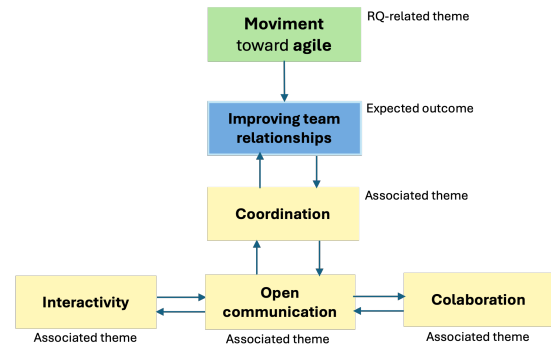 Moviment
toward agile
RQ-related theme
Improving team
relationships
Expected outcome
Coordination
Associated theme
Interactivity
Associated theme
Open
communication
Associated theme
Colaboration
Associated theme